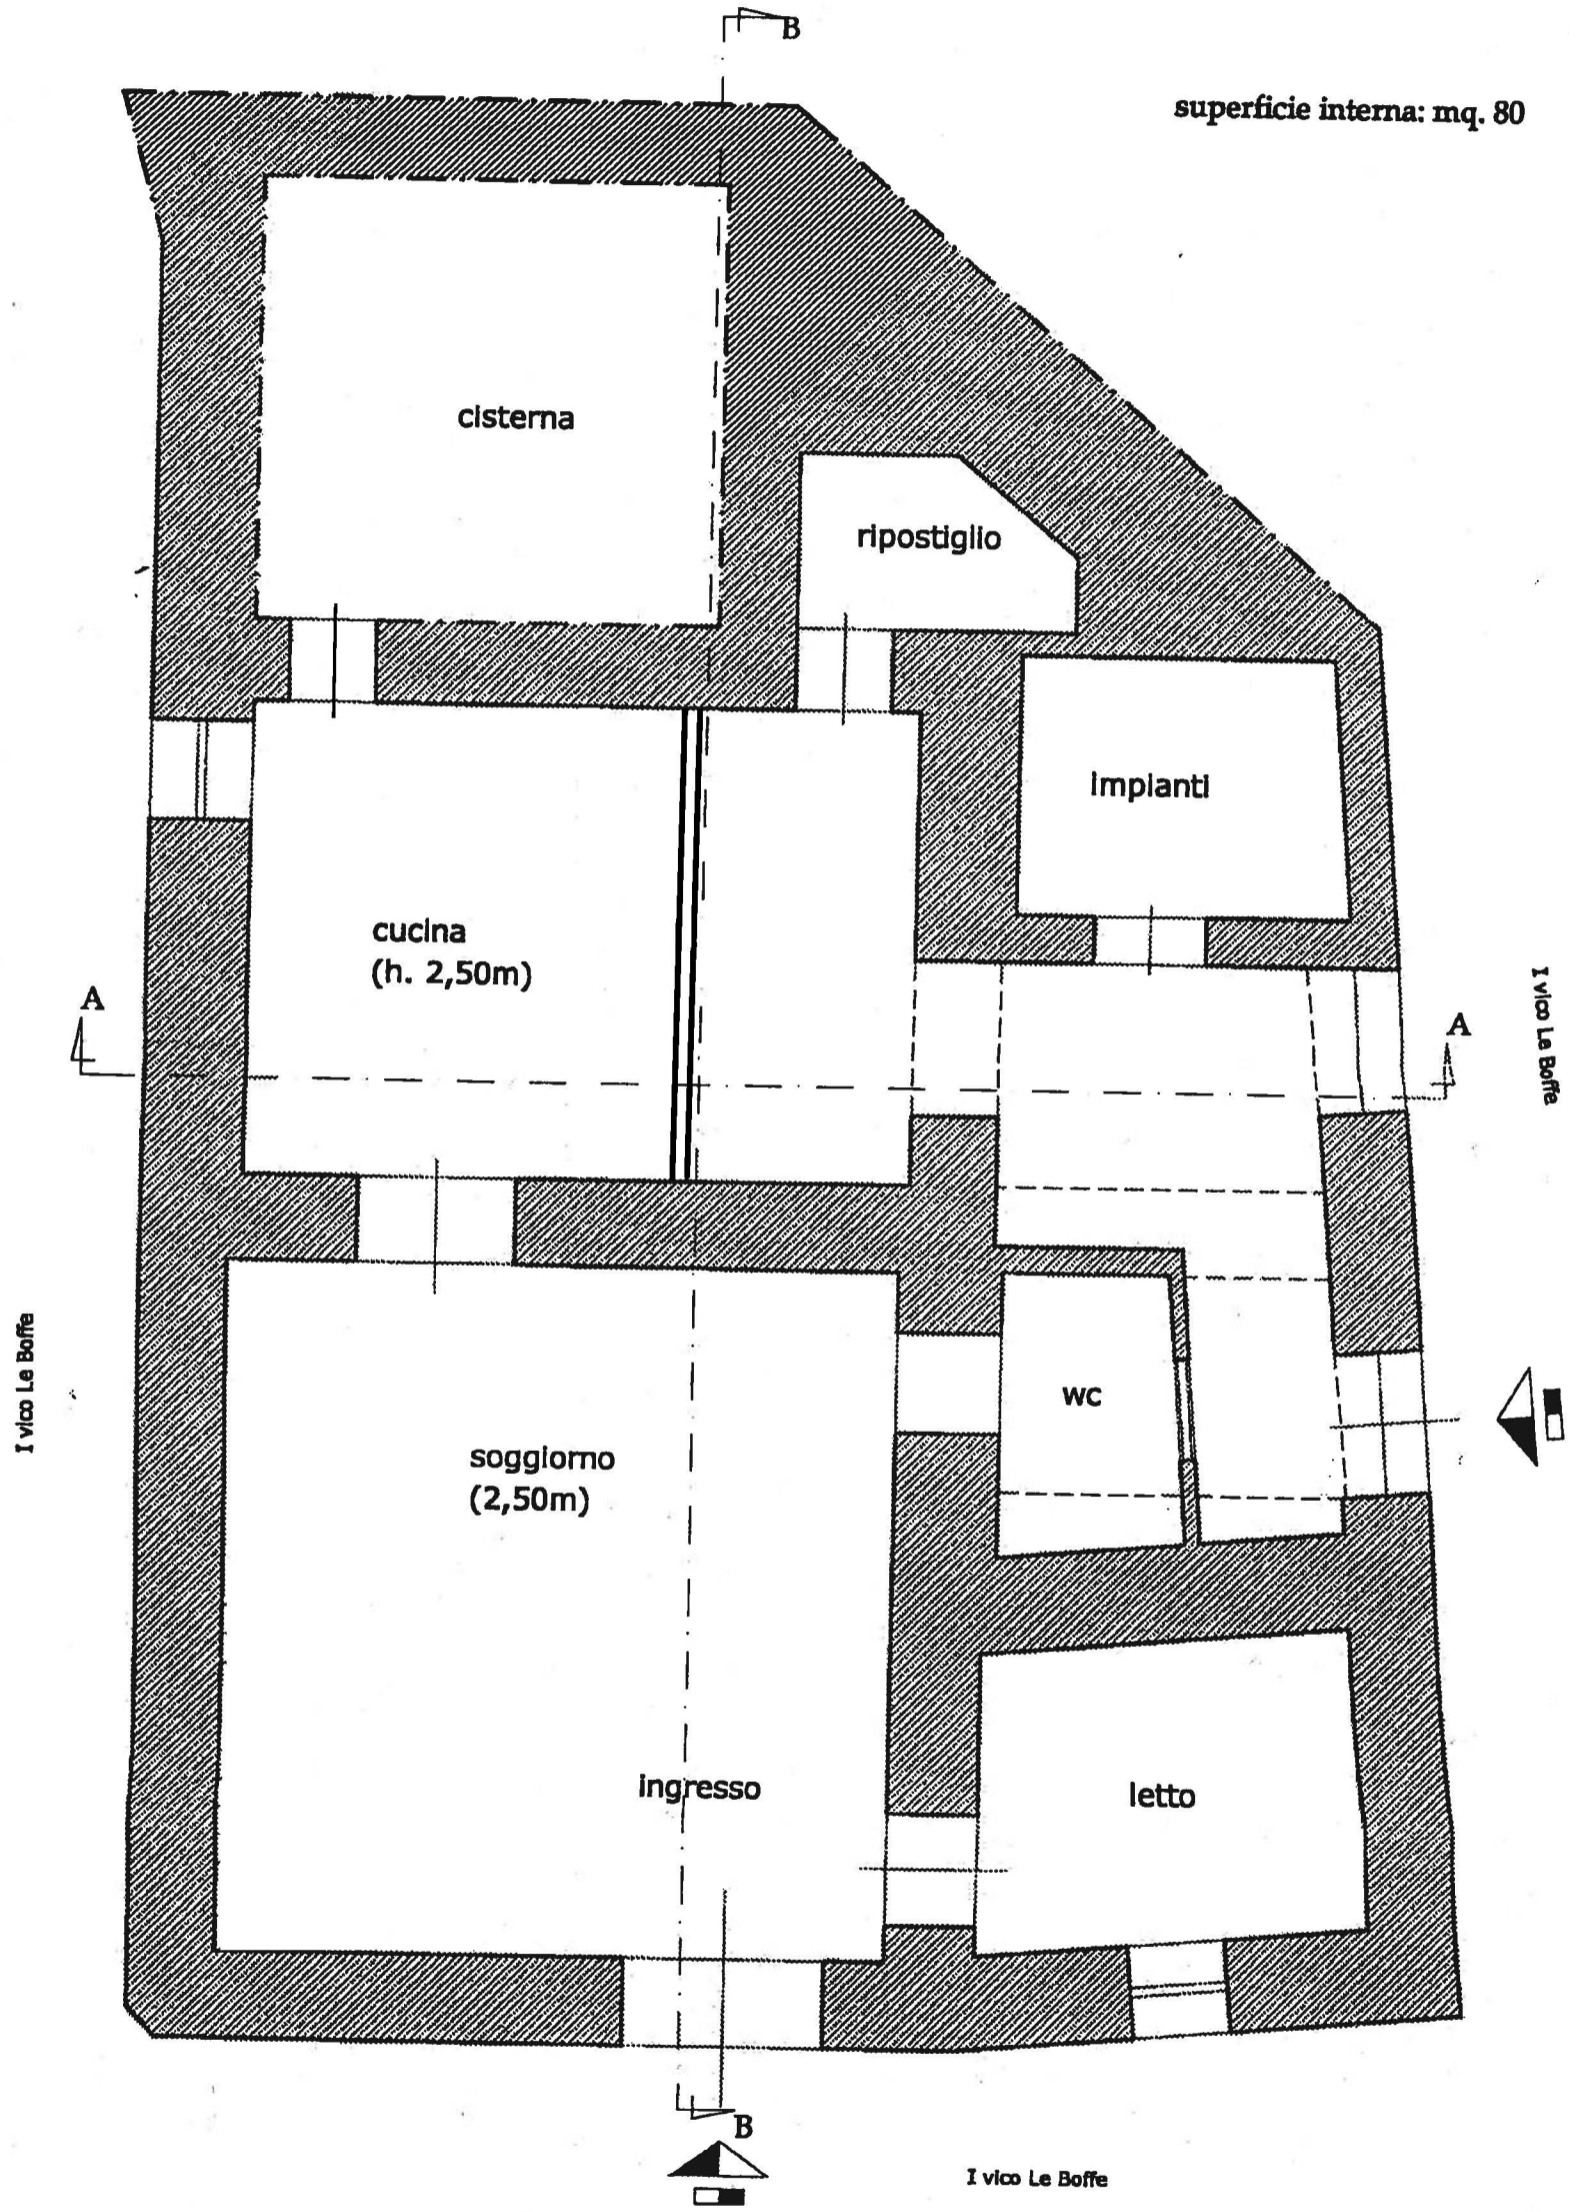 B
superficie interna: mq. 80
cisterna
ripostiglio
impianti
cucina
(h. 2,50m)
A
A
I vico Le Boffe
I vico Le Boffe
wc
soggiorno
(2,50m)
ingresso
letto
B
I vico Le Boffe